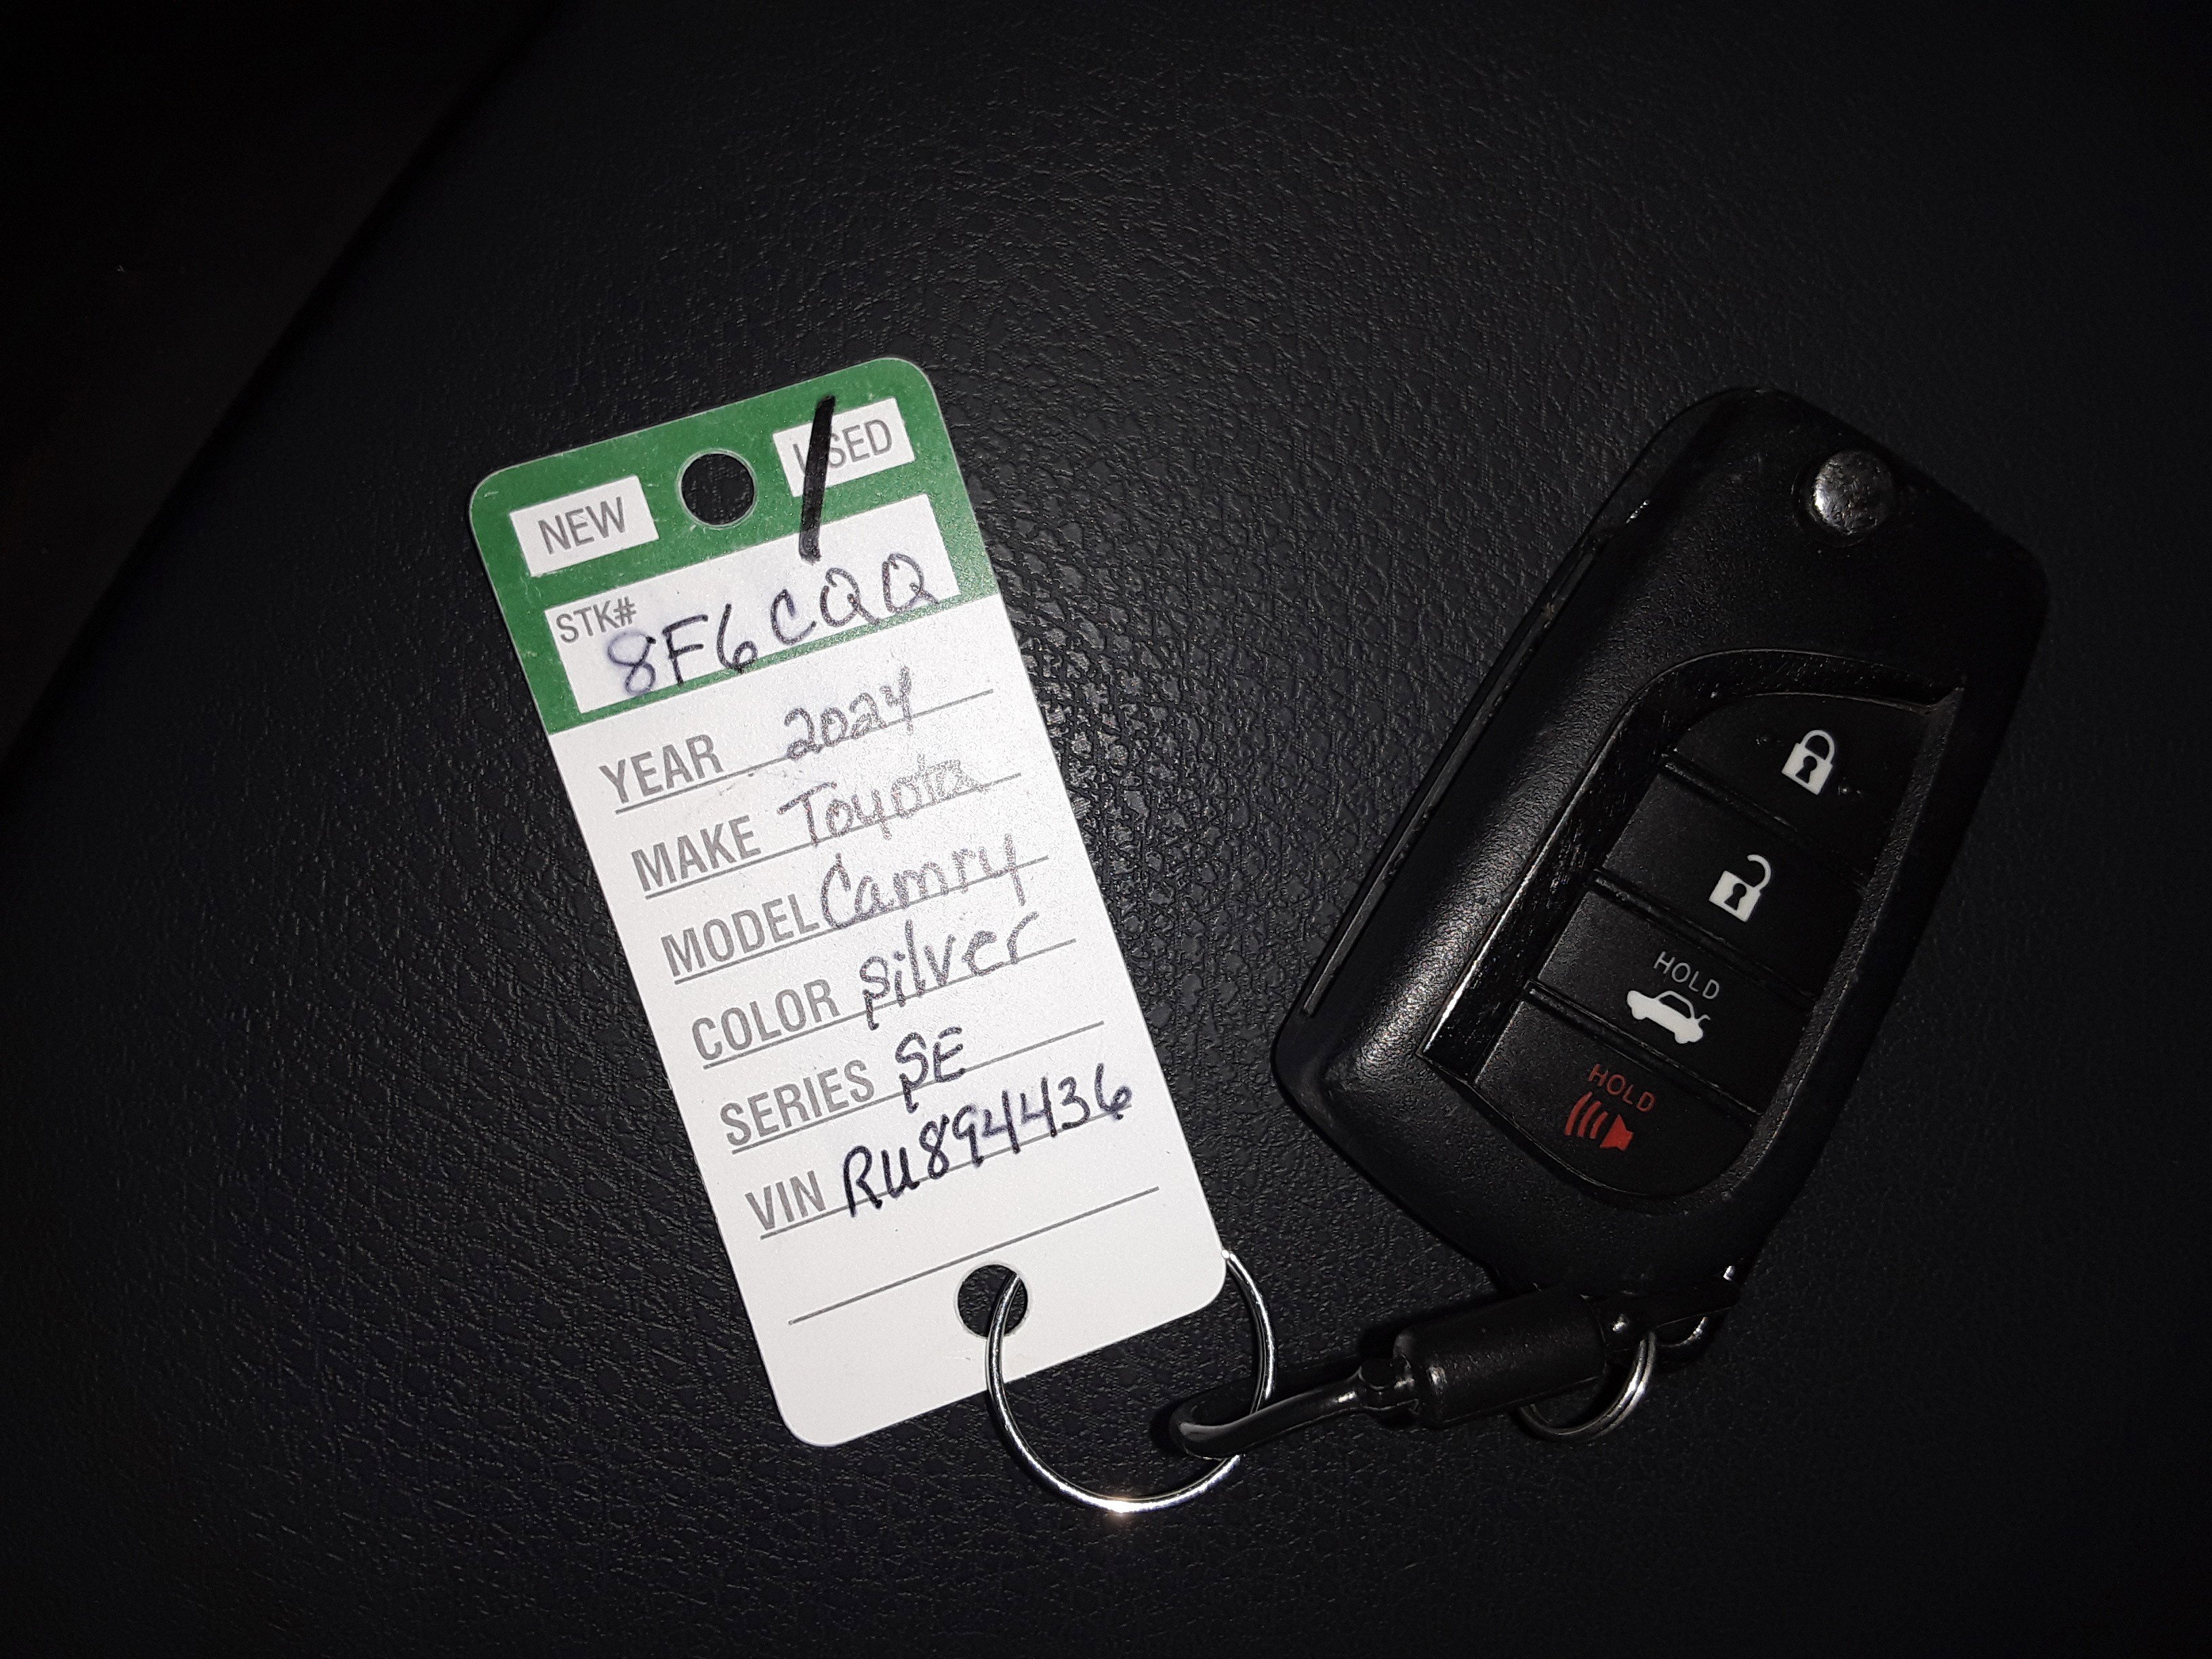 NEW USED
STK# 8F6CQQ
YEAR 2024
MAKE Toyota
MODEL Camry
COLOR Silver
SERIES SE
VIN RU894436
HOLD
HOLD